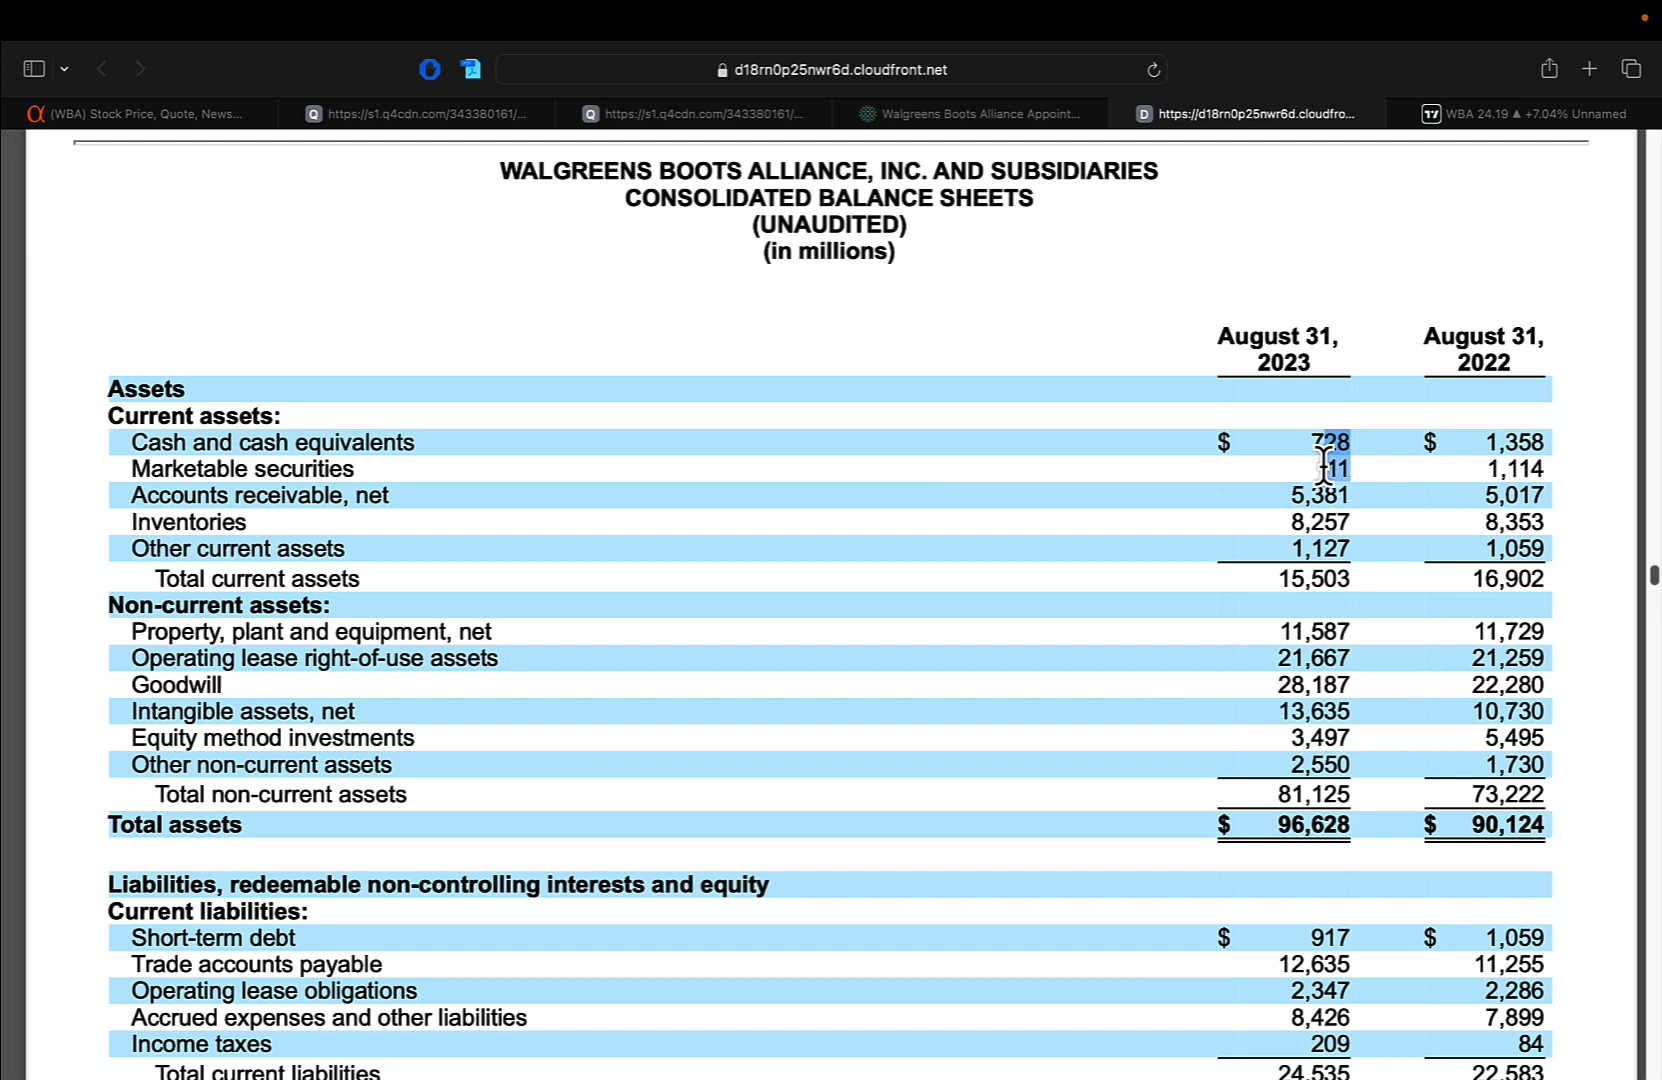 d18rn0p25nwr6d.cloudfront.net
(WBA) Stock Price, Quote, News...
Q https://s1.q4cdn.com/343380161/...
Q https://s1.q4cdn.com/343380161/...
Walgreens Boots Alliance Appoint...
D https://d18rn0p25nwr6d.cloudfro...
WBA 24.19 ▲ +7.04% Unnamed
WALGREENS BOOTS ALLIANCE, INC. AND SUBSIDIARIES
CONSOLIDATED BALANCE SHEETS
(UNAUDITED)
(in millions)
August 31, 2023 August 31, 2022
Assets
Current assets:
Cash and cash equivalents $ 728 $ 1,358
Marketable securities 11 1,114
Accounts receivable, net 5,381 5,017
Inventories 8,257 8,353
Other current assets 1,127 1,059
Total current assets 15,503 16,902
Non-current assets:
Property, plant and equipment, net 11,587 11,729
Operating lease right-of-use assets 21,667 21,259
Goodwill 28,187 22,280
Intangible assets, net 13,635 10,730
Equity method investments 3,497 5,495
Other non-current assets 2,550 1,730
Total non-current assets 81,125 73,222
Total assets $ 96,628 $ 90,124
Liabilities, redeemable non-controlling interests and equity
Current liabilities:
Short-term debt $ 917 $ 1,059
Trade accounts payable 12,635 11,255
Operating lease obligations 2,347 2,286
Accrued expenses and other liabilities 8,426 7,899
Income taxes 209 84
Total current liabilities 24,535 22,583